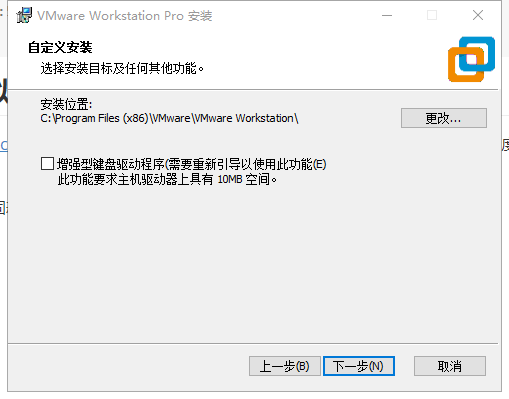 VMware Workstation Pro 安装
自定义安装
选择安装目标及任何其他功能。
安装位置:
C:\Program Files (x86)\VMware\VMware Workstation\
更改...
增强型键盘驱动程序(需要重新引导以使用此功能(E)
此功能要求主机驱动器上具有 10MB 空间。
上一步(B)
下一步(N)
取消